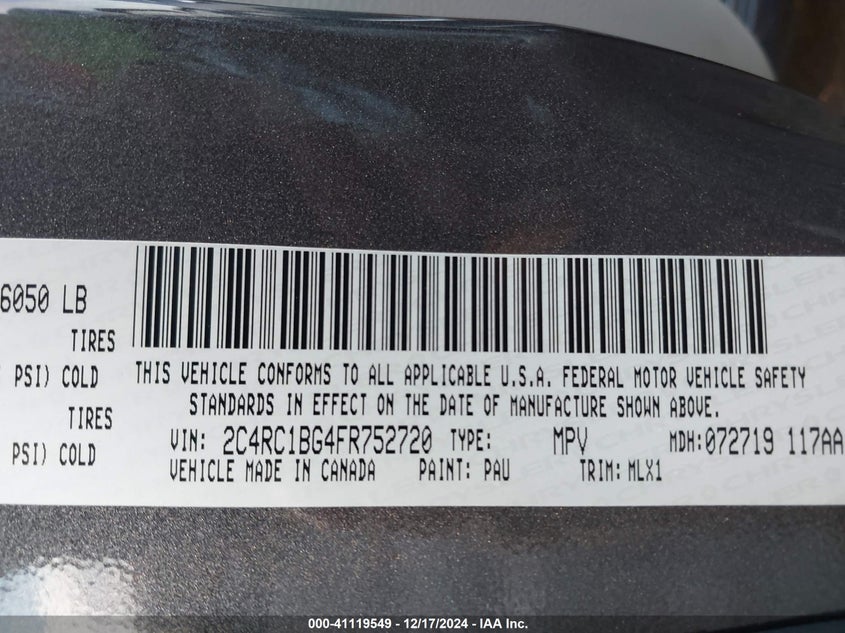 6050 LB
TIRES
PSI) COLD
TIRES
PSI) COLD
THIS VEHICLE CONFORMS TO ALL APPLICABLE U.S.A. FEDERAL MOTOR VEHICLE SAFETY
STANDARDS IN EFFECT ON THE DATE OF MANUFACTURE SHOWN ABOVE.
VIN: 2C4RC1BG4FR752720 TYPE: MPV MDH:072719 117AA
VEHICLE MADE IN CANADA PAINT: PAU TRIM: MLX1
000-41119549 - 12/17/2024 - IAA Inc.